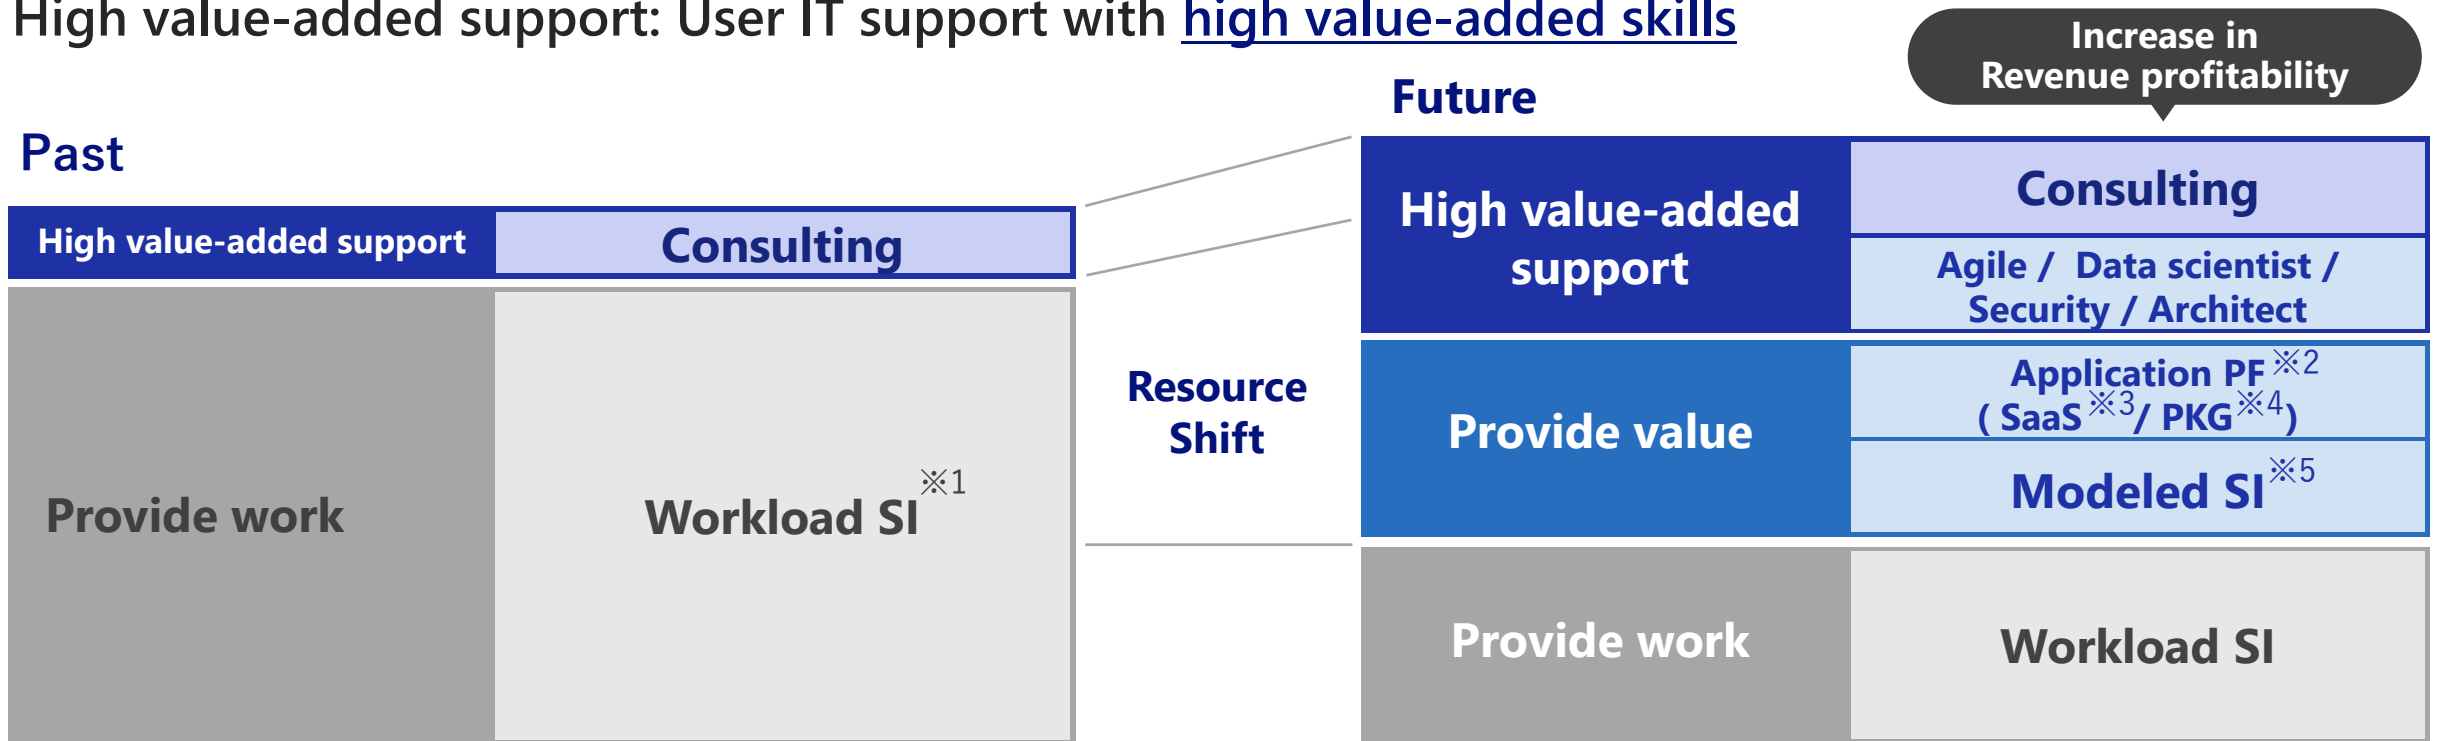 High value-added support: User IT support with high value-added skills
Increase in
Revenue profitability
Past
High value-added support
Consulting
Provide work
Workload SI※1
Resource
Shift
Future
High value-added
support
Consulting
Agile / Data scientist /
Security / Architect
Provide value
Application PF※2
( SaaS※3/ PKG※4)
Modeled SI※5
Provide work
Workload SI